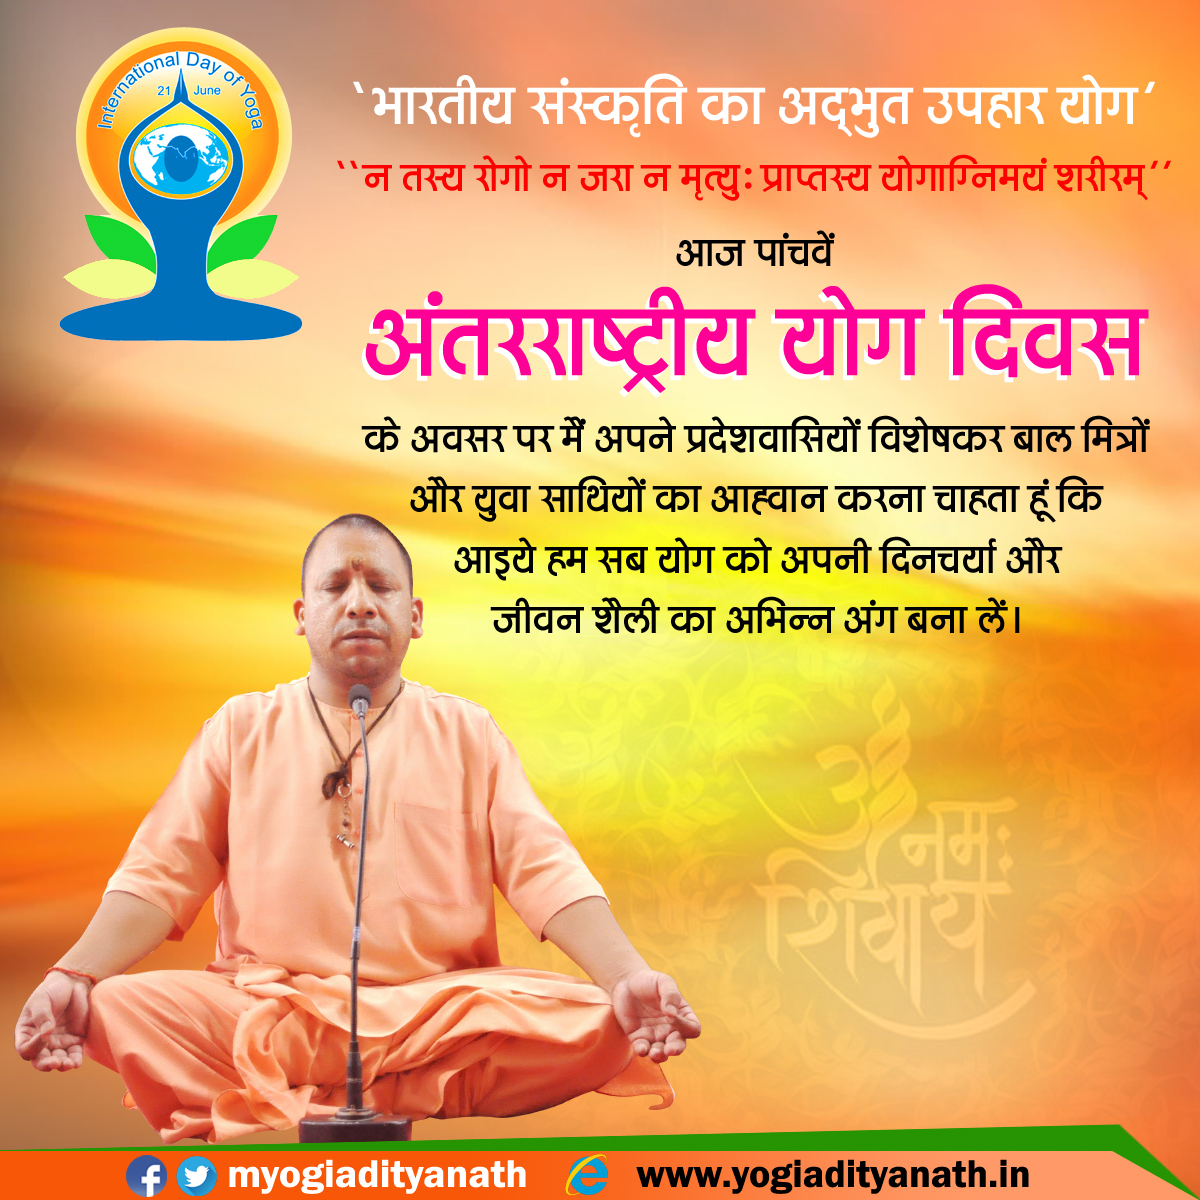 International Day of Yoga
21 June
‘भारतीय संस्कृति का अद्भुत उपहार योग’
‘‘न तस्य रोगो न जरा न मृत्युः प्राप्तस्य योगाग्निमयं शरीरम्’’
आज पांचवें
अंतरराष्ट्रीय योग दिवस
के अवसर पर मैं अपने प्रदेशवासियों विशेषकर बाल मित्रों
और युवा साथियों का आह्वान करना चाहता हूं कि
आइये हम सब योग को अपनी दिनचर्या और
जीवन शैली का अभिन्न अंग बना लें।
ॐ
नमः
शिवाय
myogiadityanath
www.yogiadityanath.in